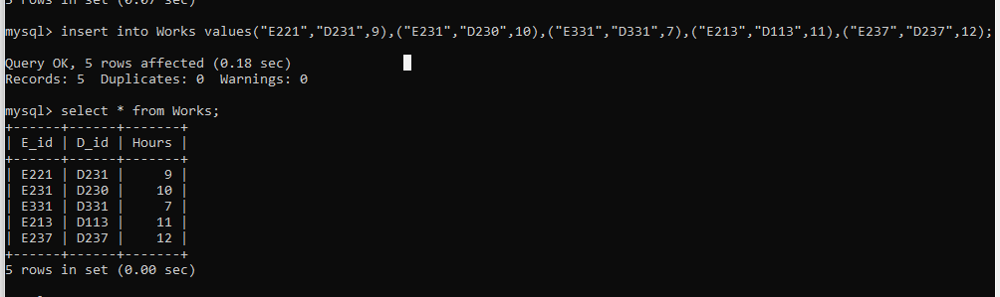 5 rows in set (0.07 sec)
mysql> insert into Works values("E221","D231",9),("E231","D230",10),("E331","D331",7),("E213","D113",11),("E237","D237",12);
Query OK, 5 rows affected (0.18 sec)
Records: 5  Duplicates: 0  Warnings: 0
mysql> select * from Works;
+------+------+-------+
| E_id | D_id | Hours |
+------+------+-------+
| E221 | D231 |     9 |
| E231 | D230 |    10 |
| E331 | D331 |     7 |
| E213 | D113 |    11 |
| E237 | D237 |    12 |
+------+------+-------+
5 rows in set (0.00 sec)